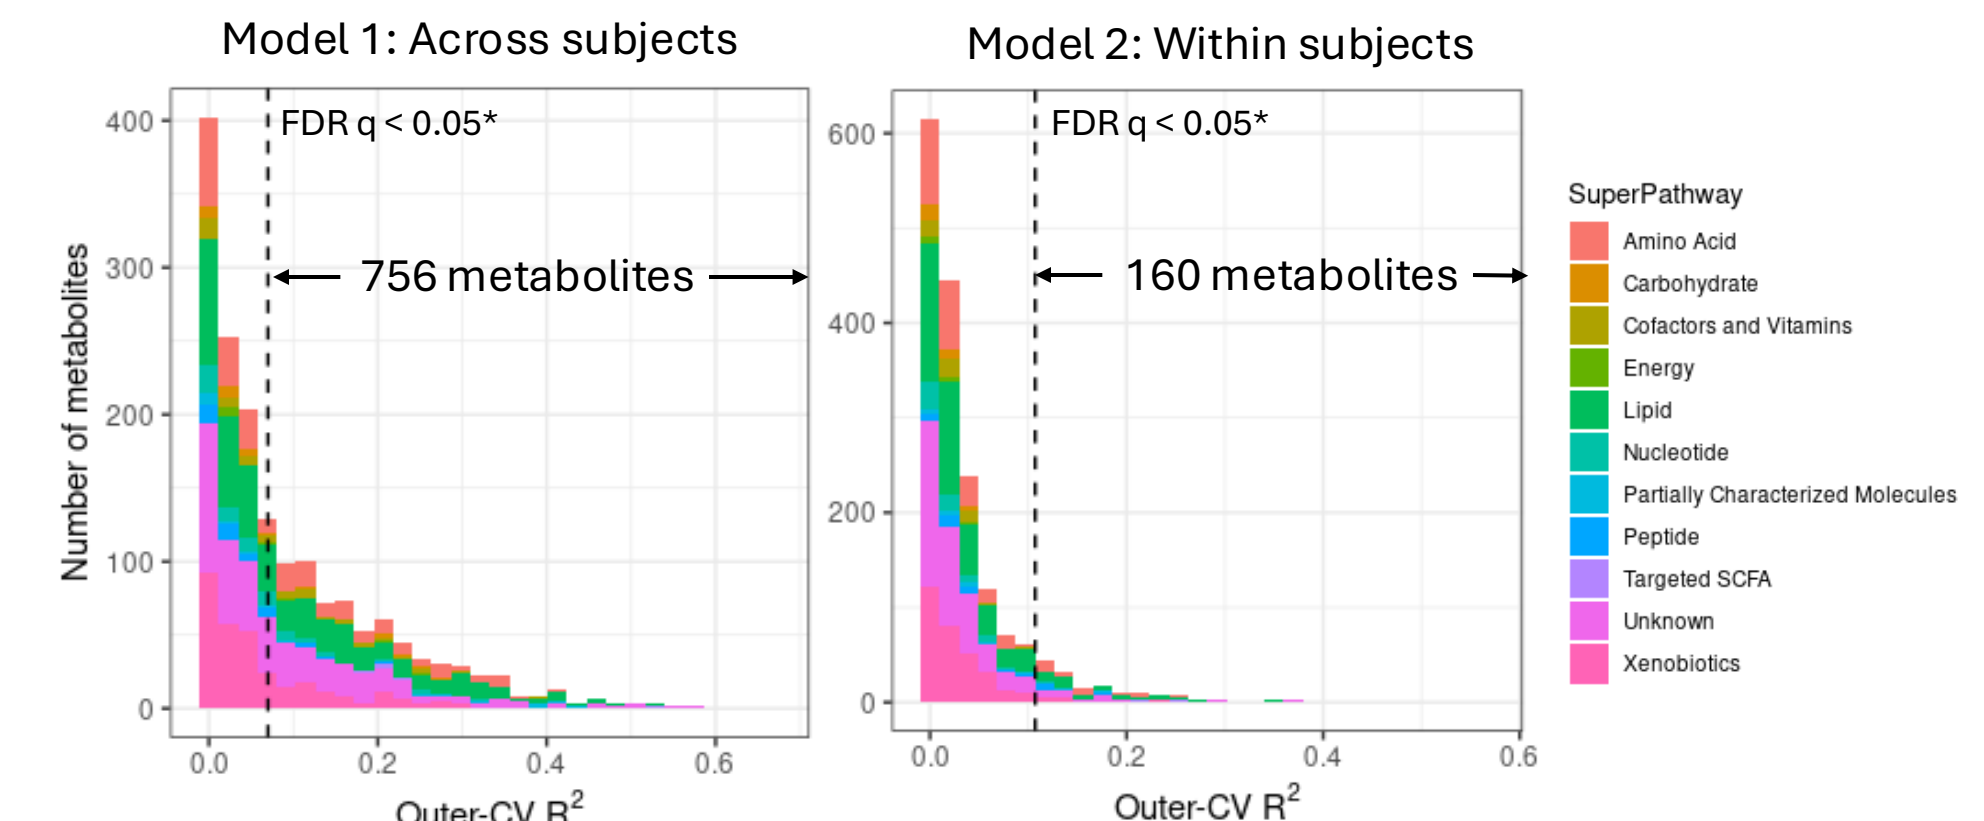 Model 1: Across subjects
Model 2: Within subjects
FDR q < 0.05*
FDR q < 0.05*
756 metabolites
160 metabolites
Number of metabolites
400
300
200
100
0
0.0 0.2 0.4 0.6
Outer-CV R²
600
400
200
0
0.0 0.2 0.4 0.6
Outer-CV R²
SuperPathway
Amino Acid
Carbohydrate
Cofactors and Vitamins
Energy
Lipid
Nucleotide
Partially Characterized Molecules
Peptide
Targeted SCFA
Unknown
Xenobiotics